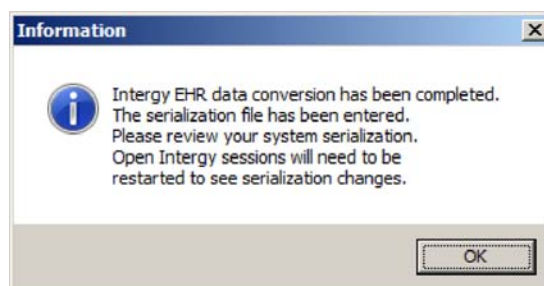 Information
Intergy EHR data conversion has been completed.
The serialization file has been entered.
Please review your system serialization.
Open Intergy sessions will need to be
restarted to see serialization changes.
OK